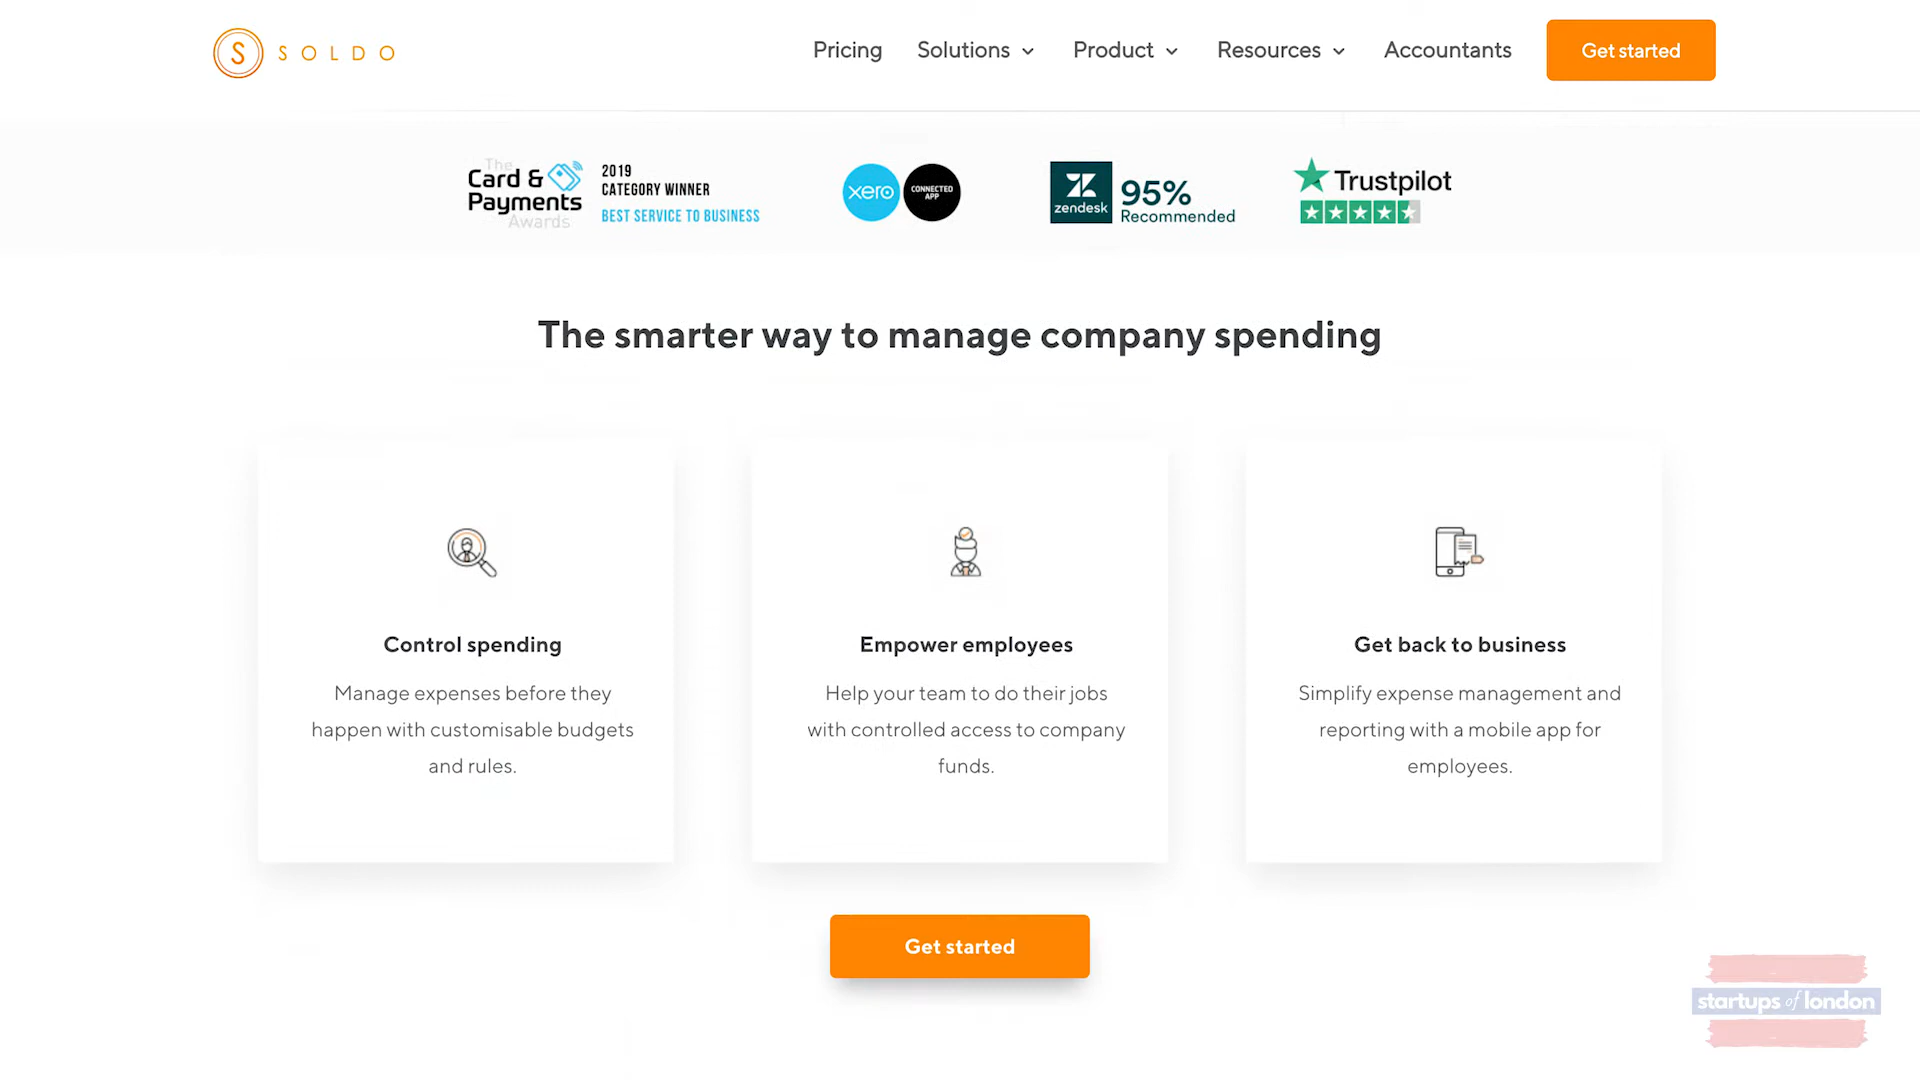 S SOLDO
Pricing
Solutions
Product
Resources
Accountants
Get started
The
Card &
Payments
Awards
2019
CATEGORY WINNER
BEST SERVICE TO BUSINESS
xero
CONNECTED
APP
zendesk
95%
Recommended
Trustpilot
The smarter way to manage company spending
Control spending
Manage expenses before they
happen with customisable budgets
and rules.
Empower employees
Help your team to do their jobs
with controlled access to company
funds.
Get back to business
Simplify expense management and
reporting with a mobile app for
employees.
Get started
startups of london